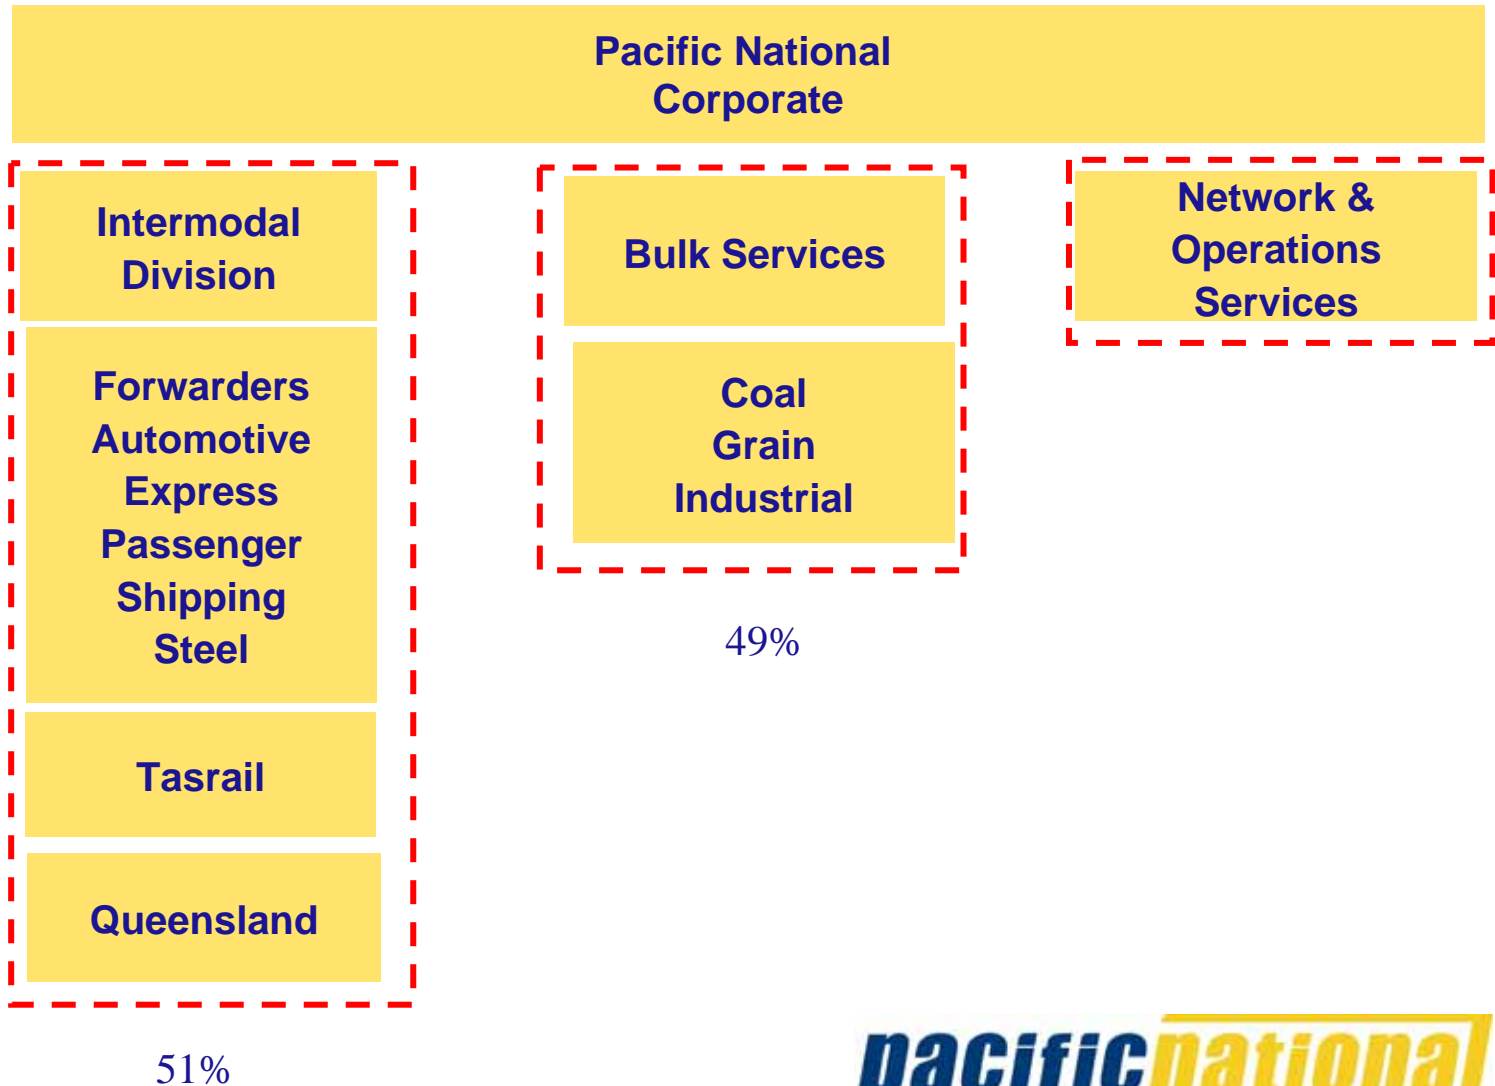 Pacific National
Corporate
Intermodal
Division
Forwarders
Automotive
Express
Passenger
Shipping
Steel
Tasrail
Queensland
51%
Bulk Services
Coal
Grain
Industrial
49%
Network &
Operations
Services
pacificnational